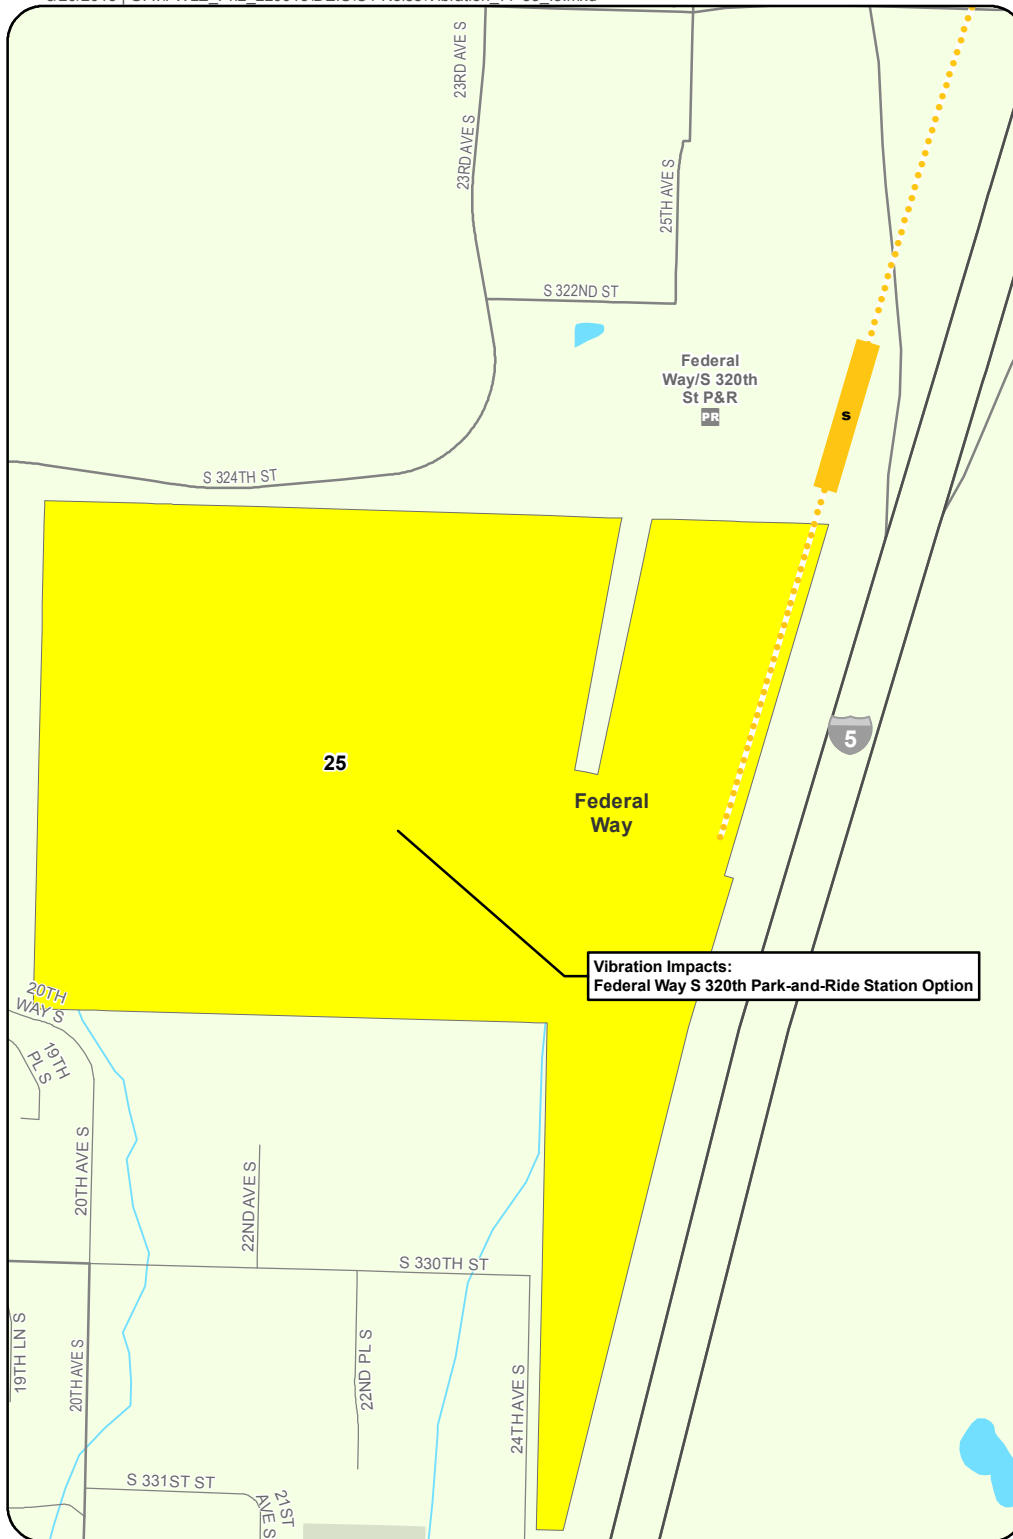 23RD AVE S
23RD AVE S
25TH AVE S
S 322ND ST
Federal
Way/S 320th
St P&R
PR
s
S 324TH ST
5
25
Federal
Way
Vibration Impacts:
Federal Way S 320th Park-and-Ride Station Option
20TH
WAY S
19TH
PL S
20TH AVE S
22ND AVE S
S 330TH ST
19TH LN S
20TH AVE S
22ND PL S
24TH AVE S
S 331ST ST
21ST
AVE S